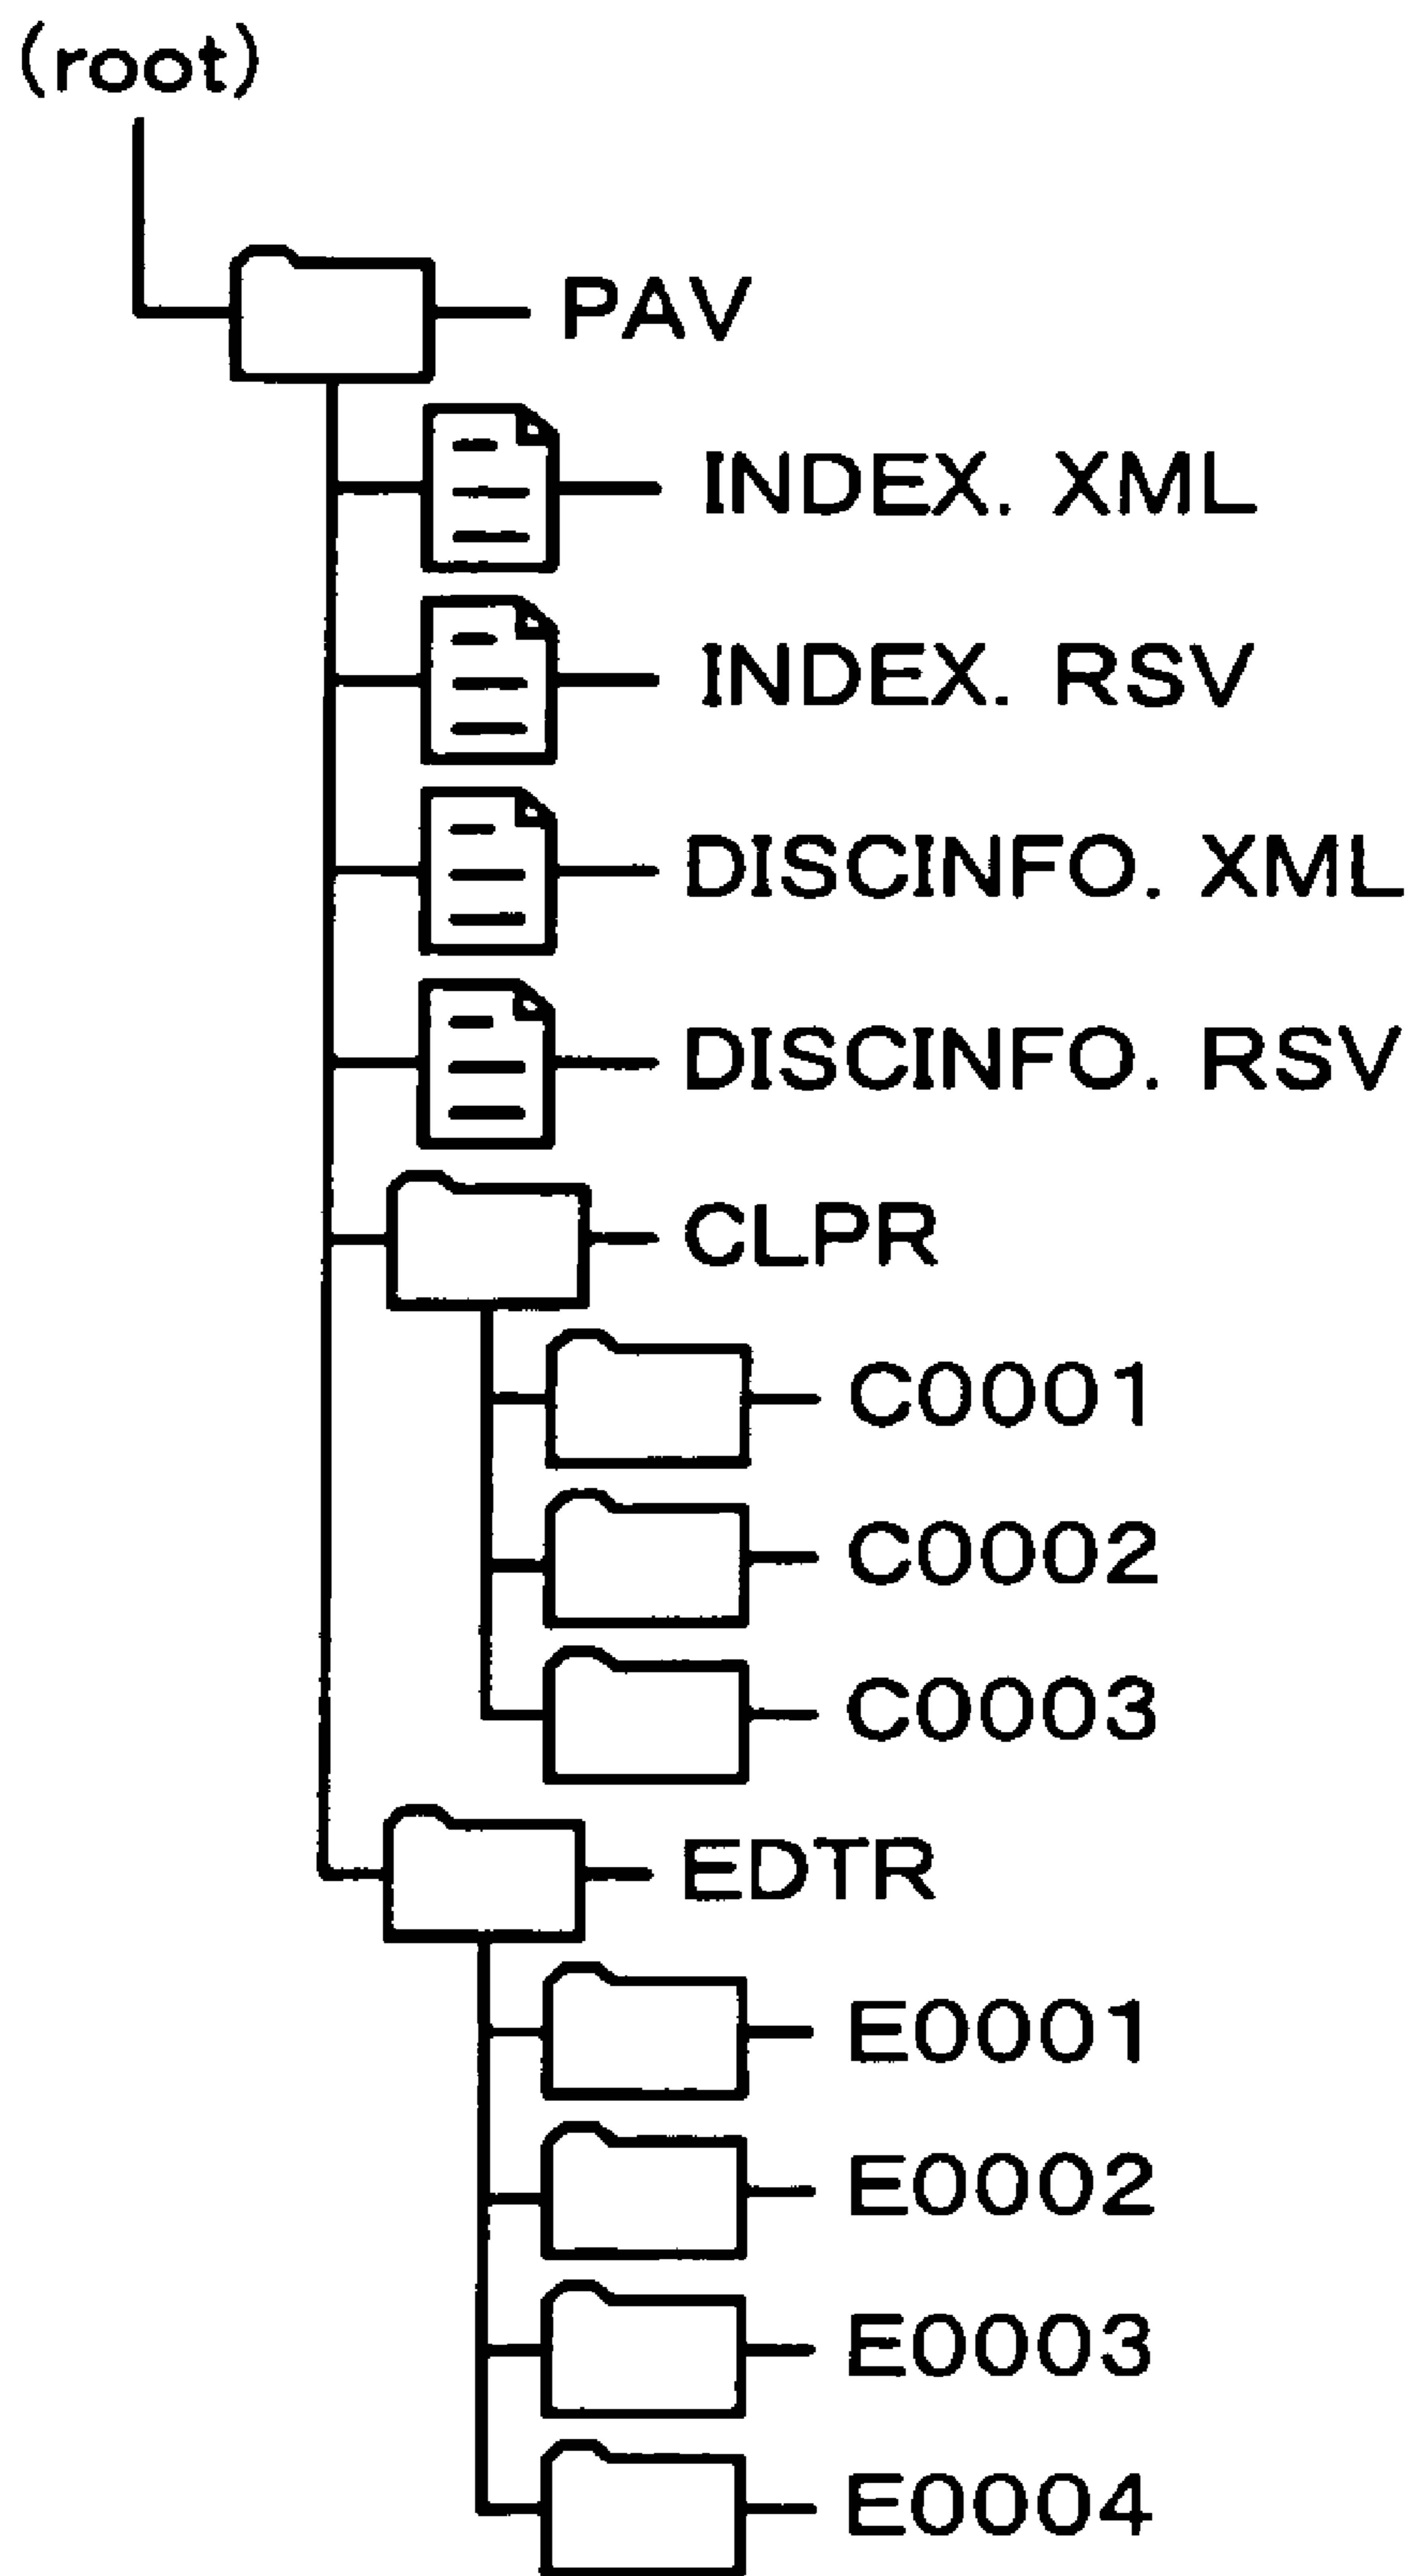 (root)
PAV
INDEX. XML
INDEX. RSV
DISCINFO. XML
DISCINFO. RSV
CLPR
C0001
C0002
C0003
EDTR
E0001
E0002
E0003
E0004